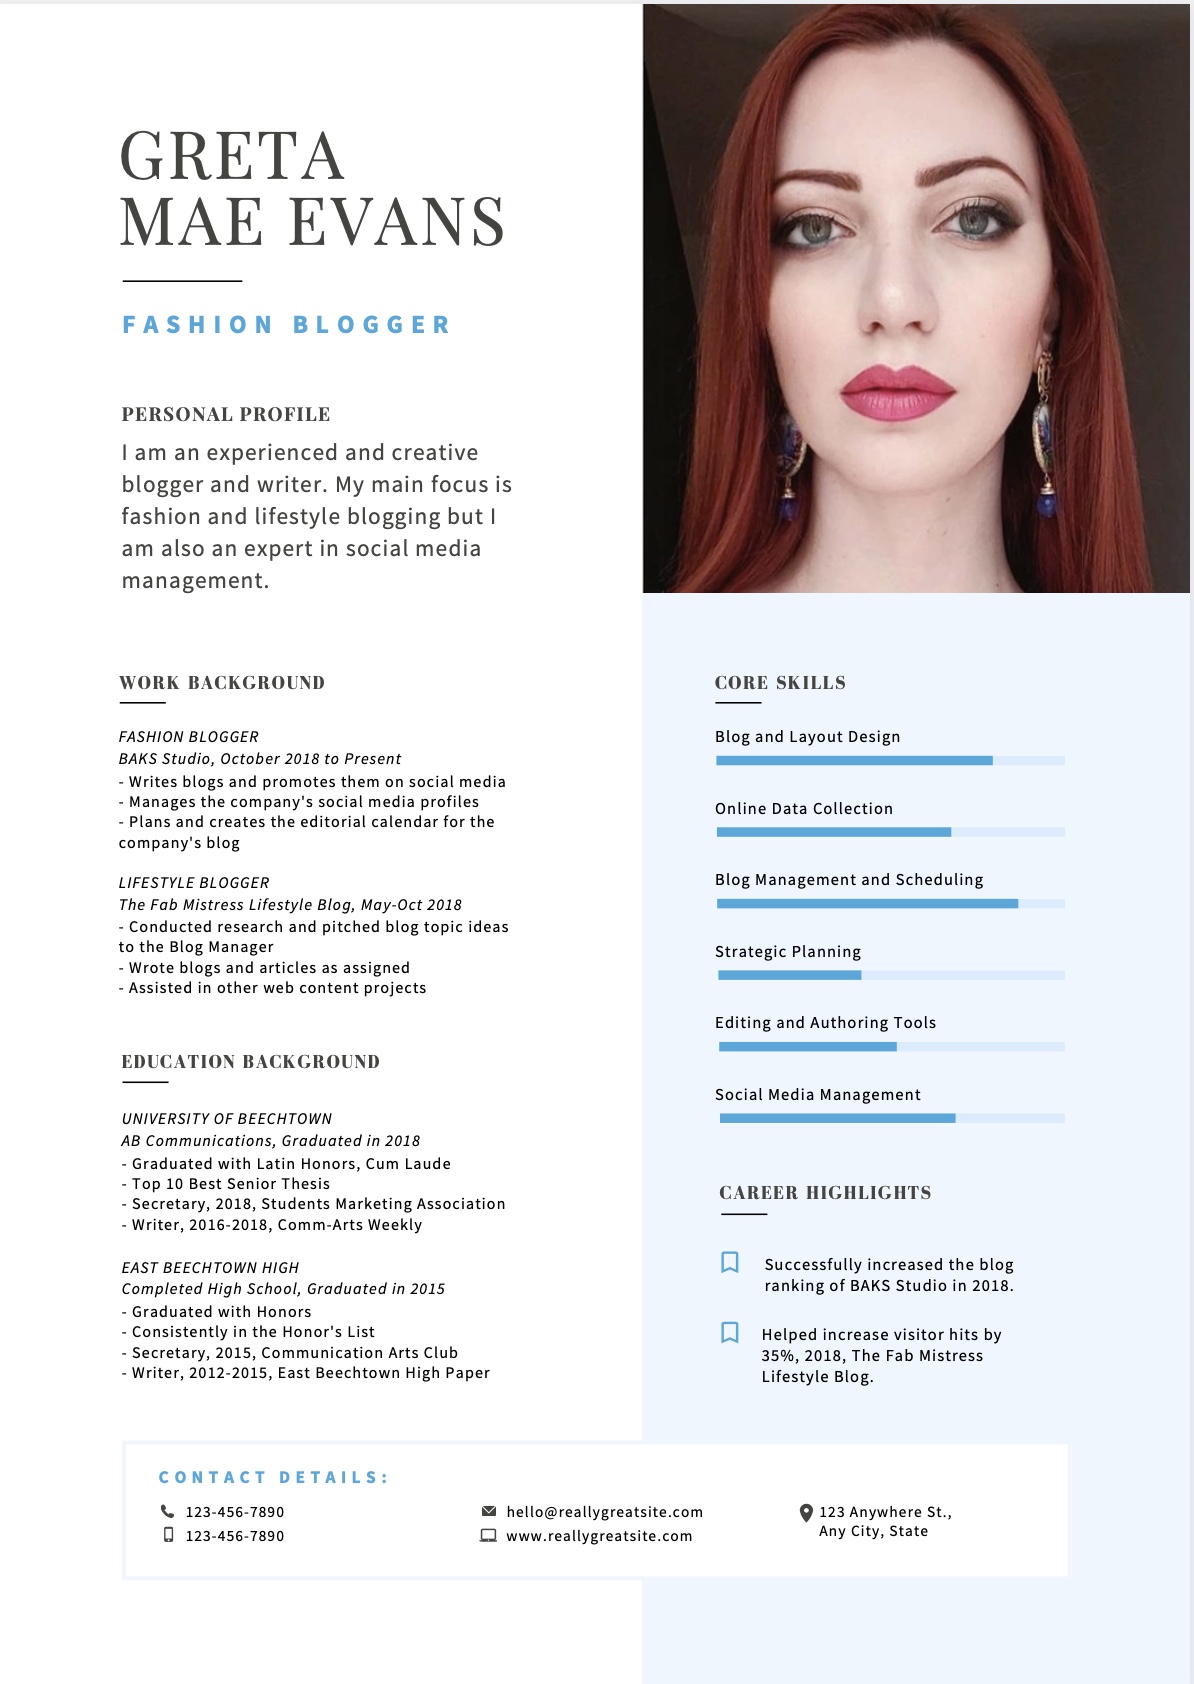 GRETA
MAE EVANS
FASHION BLOGGER
PERSONAL PROFILE
I am an experienced and creative
blogger and writer. My main focus is
fashion and lifestyle blogging but I
am also an expert in social media
management.
WORK BACKGROUND
FASHION BLOGGER
BAKS Studio, October 2018 to Present
- Writes blogs and promotes them on social media
- Manages the company's social media profiles
- Plans and creates the editorial calendar for the
company's blog
LIFESTYLE BLOGGER
The Fab Mistress Lifestyle Blog, May-Oct 2018
- Conducted research and pitched blog topic ideas
to the Blog Manager
- Wrote blogs and articles as assigned
- Assisted in other web content projects
EDUCATION BACKGROUND
UNIVERSITY OF BEECHTOWN
AB Communications, Graduated in 2018
- Graduated with Latin Honors, Cum Laude
- Top 10 Best Senior Thesis
- Secretary, 2018, Students Marketing Association
- Writer, 2016-2018, Comm-Arts Weekly
EAST BEECHTOWN HIGH
Completed High School, Graduated in 2015
- Graduated with Honors
- Consistently in the Honor's List
- Secretary, 2015, Communication Arts Club
- Writer, 2012-2015, East Beechtown High Paper
CORE SKILLS
Blog and Layout Design
Online Data Collection
Blog Management and Scheduling
Strategic Planning
Editing and Authoring Tools
Social Media Management
CAREER HIGHLIGHTS
Successfully increased the blog
ranking of BAKS Studio in 2018.
Helped increase visitor hits by
35%, 2018, The Fab Mistress
Lifestyle Blog.
CONTACT DETAILS:
123-456-7890
123-456-7890
hello@reallygreatsite.com
www.reallygreatsite.com
123 Anywhere St.,
Any City, State